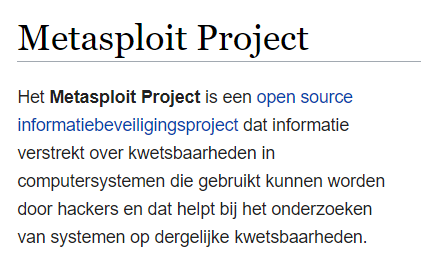 Metasploit Project
Het Metasploit Project is een open source
informatiebeveiligingsproject dat informatie
verstrekt over kwetsbaarheden in
computersystemen die gebruikt kunnen worden
door hackers en dat helpt bij het onderzoeken
van systemen op dergelijke kwetsbaarheden.